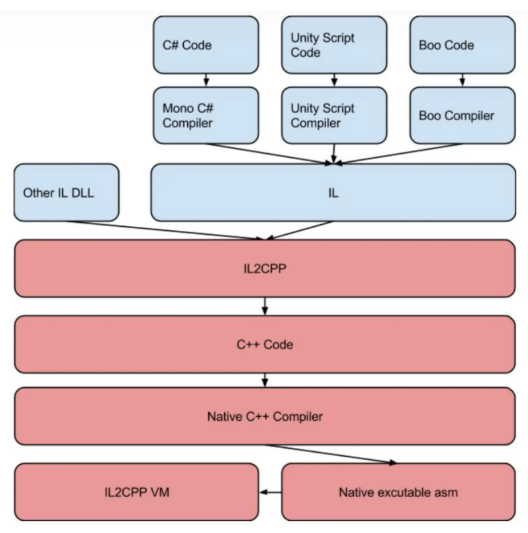 C# Code
Unity Script
Code
Boo Code
Mono C#
Compiler
Unity Script
Compiler
Boo Compiler
Other IL DLL
IL
IL2CPP
C++ Code
Native C++ Compiler
IL2CPP VM
Native excutable asm